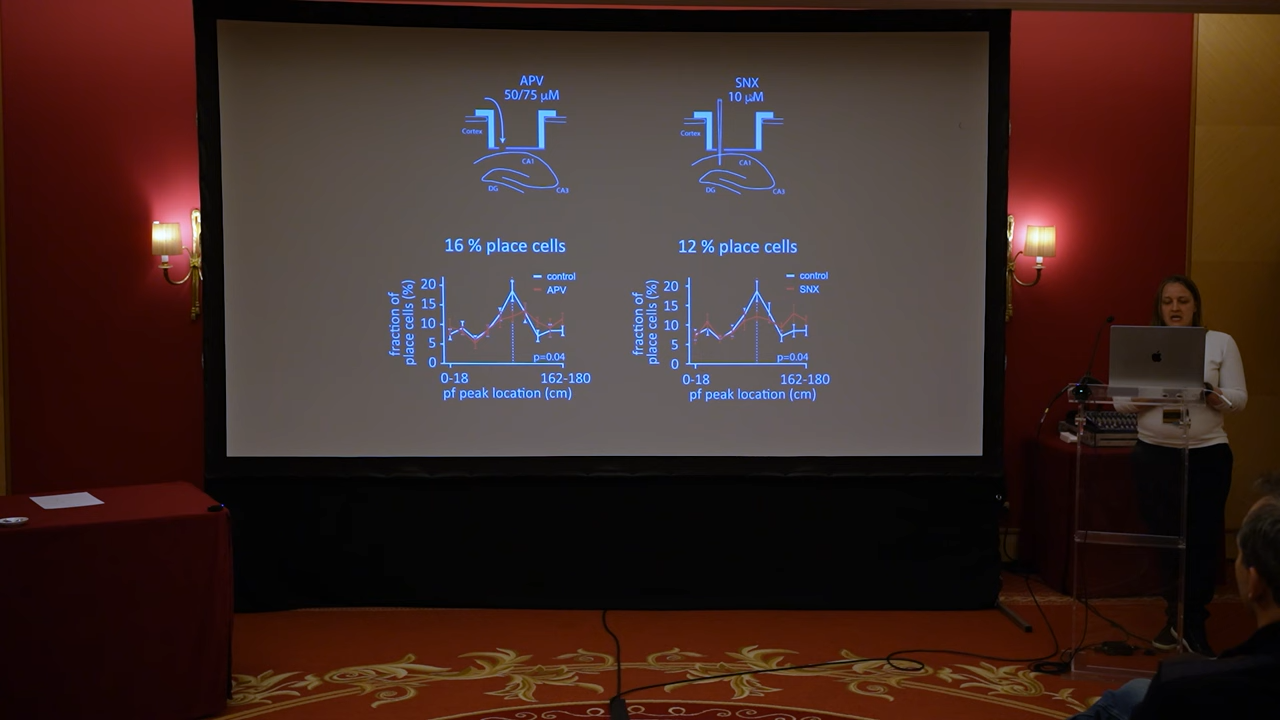 APV
50/75 µM
Cortex
CA1
DG
CA3
SNX
10 µM
Cortex
CA1
DG
CA3
16 % place cells
fraction of
place cells (%)
20
15
10
5
0
control
APV
p=0.04
0-18
162-180
pf peak location (cm)
12 % place cells
fraction of
place cells (%)
20
15
10
5
0
control
SNX
p=0.04
0-18
162-180
pf peak location (cm)